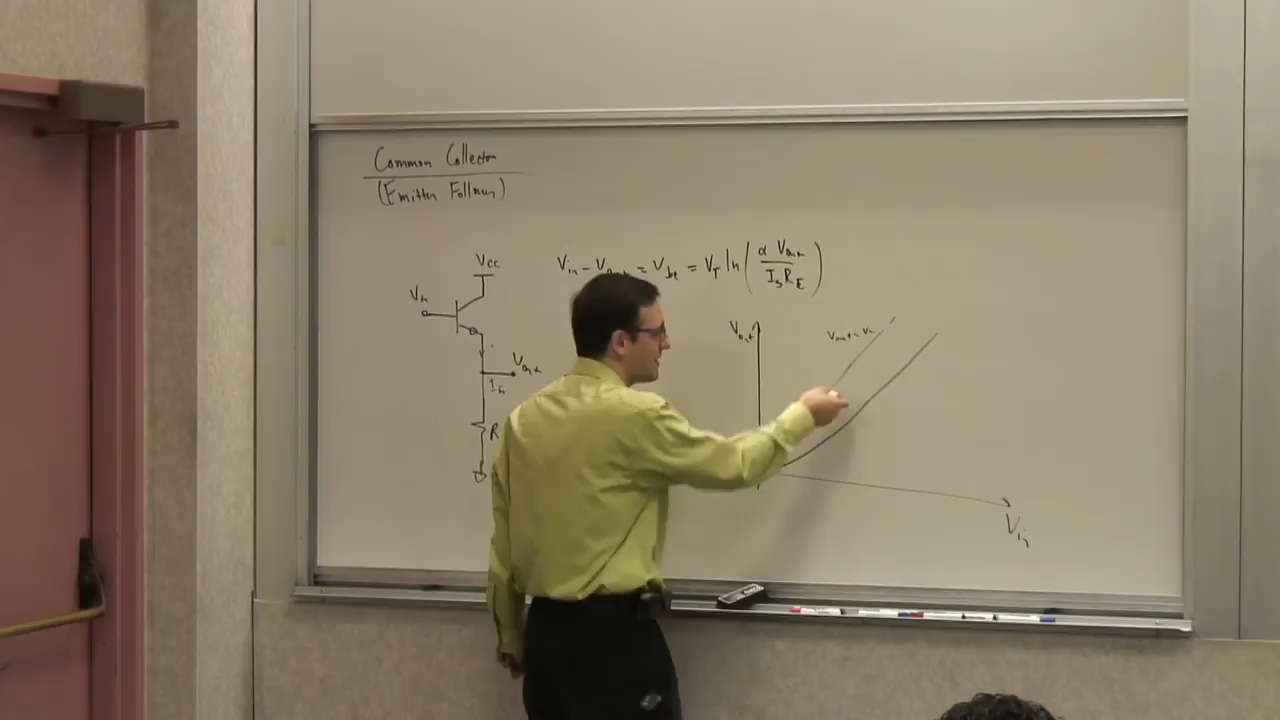 Common Collector
(Emitter Follower)
Vcc
Vin
Vout
R
Vin - Vout = Vbe = VT ln(α Vout / Is RE)
Vout
Vout = Vin
Vin